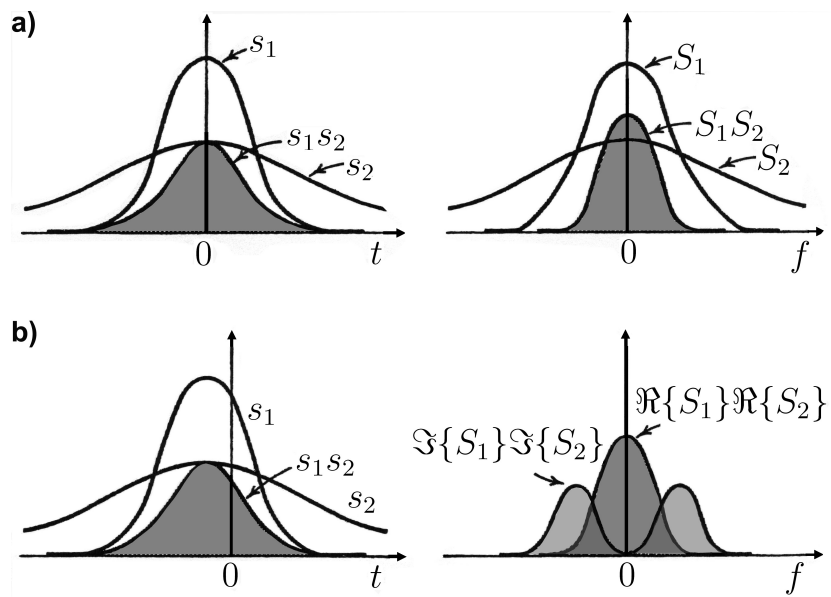 a)
s₁
s₁s₂
s₂
0
t
S₁
S₁S₂
S₂
0
f
b)
s₁
s₁s₂
s₂
0
t
ℜ{S₁}ℜ{S₂}
ℑ{S₁}ℑ{S₂}
0
f